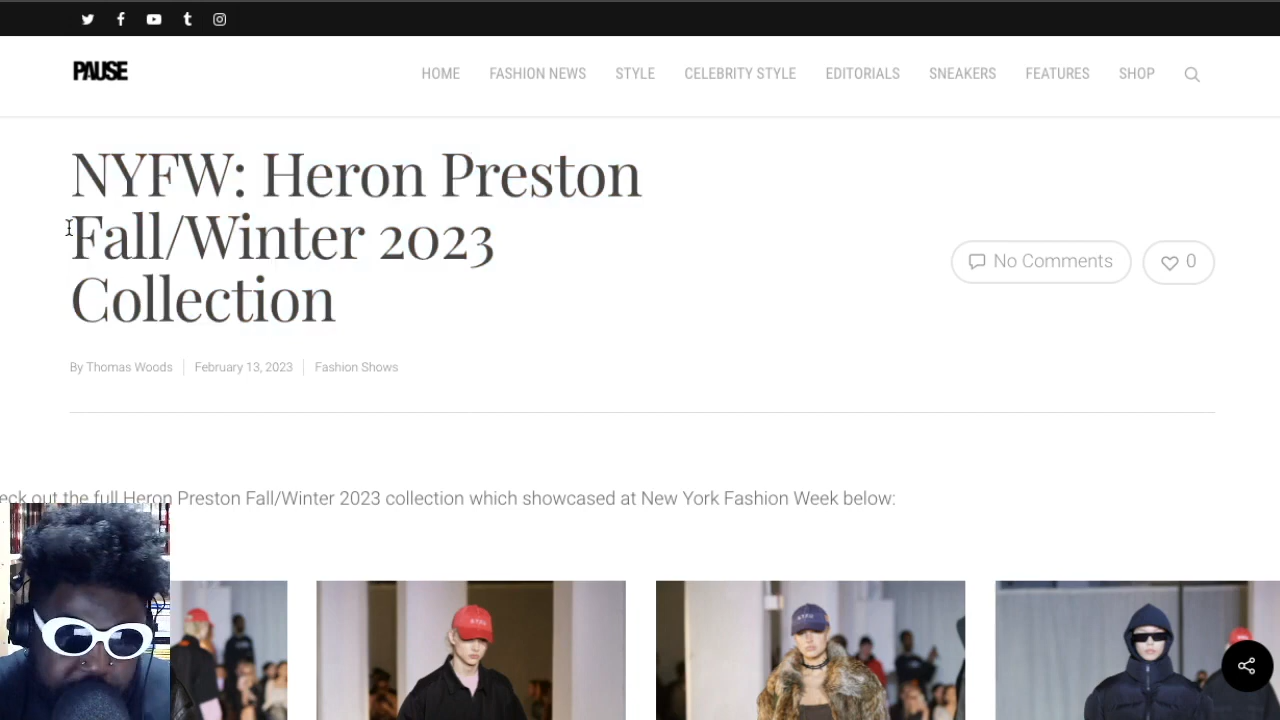 PAUSE
HOME FASHION NEWS STYLE CELEBRITY STYLE EDITORIALS SNEAKERS FEATURES SHOP
NYFW: Heron Preston
Fall/Winter 2023
Collection
No Comments 0
By Thomas Woods February 13, 2023 Fashion Shows
eck out the full Heron Preston Fall/Winter 2023 collection which showcased at New York Fashion Week below: